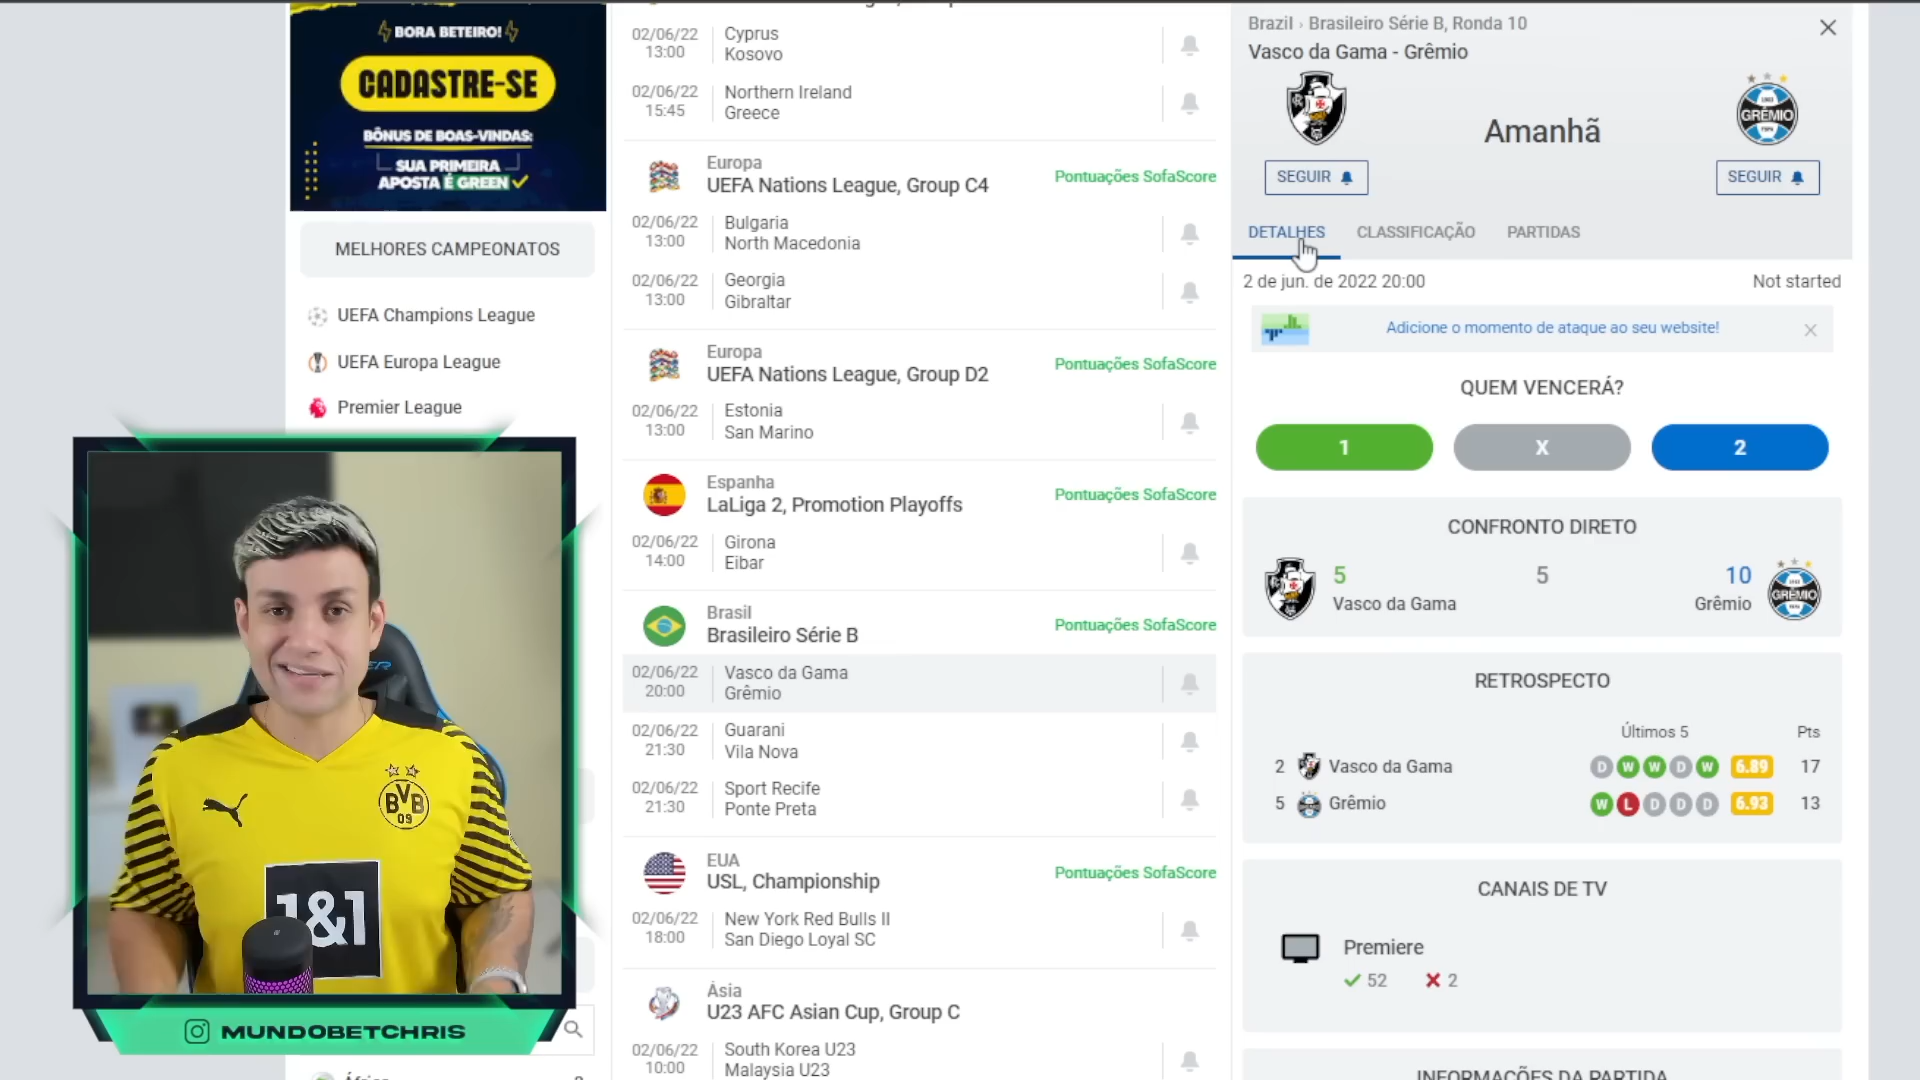 BORA BETEIRO!
CADASTRE-SE
BÔNUS DE BOAS-VINDAS:
SUA PRIMEIRA
APOSTA É GREEN
MELHORES CAMPEONATOS
UEFA Champions League
UEFA Europa League
Premier League
BVB
09
1&1
MUNDOBETCHRIS
02/06/22
13:00
Cyprus
Kosovo
02/06/22
15:45
Northern Ireland
Greece
Europa
UEFA Nations League, Group C4
Pontuações SofaScore
02/06/22
13:00
Bulgaria
North Macedonia
02/06/22
13:00
Georgia
Gibraltar
Europa
UEFA Nations League, Group D2
Pontuações SofaScore
02/06/22
13:00
Estonia
San Marino
Espanha
LaLiga 2, Promotion Playoffs
Pontuações SofaScore
02/06/22
14:00
Girona
Eibar
Brasil
Brasileiro Série B
Pontuações SofaScore
02/06/22
20:00
Vasco da Gama
Grêmio
02/06/22
21:30
Guarani
Vila Nova
02/06/22
21:30
Sport Recife
Ponte Preta
EUA
USL, Championship
Pontuações SofaScore
02/06/22
18:00
New York Red Bulls II
San Diego Loyal SC
Ásia
U23 AFC Asian Cup, Group C
02/06/22
10:00
South Korea U23
Malaysia U23
Brazil › Brasileiro Série B, Ronda 10
Vasco da Gama - Grêmio
GRÊMIO
Amanhã
SEGUIR
SEGUIR
DETALHES CLASSIFICAÇÃO PARTIDAS
2 de jun. de 2022 20:00 Not started
Adicione o momento de ataque ao seu website!
QUEM VENCERÁ?
1 X 2
CONFRONTO DIRETO
5 5 10
Vasco da Gama Grêmio
GRÊMIO
RETROSPECTO
Últimos 5 Pts
2 Vasco da Gama D W W D W 6.89 17
5 Grêmio W L D D D 6.93 13
CANAIS DE TV
Premiere
52 2
INFORMAÇÕES DA PARTIDA